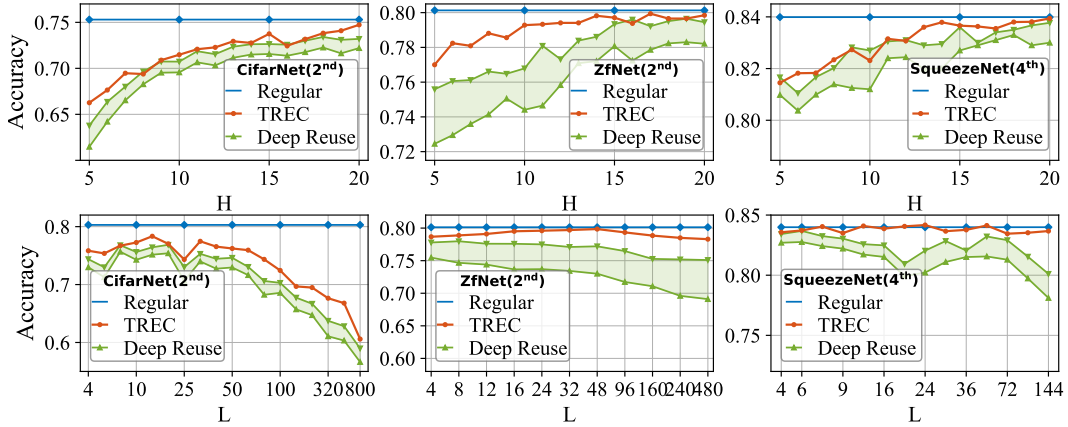 Accuracy
0.75
0.70
0.65
5
10
15
20
H
CifarNet(2nd)
Regular
TREC
Deep Reuse
0.80
0.78
0.76
0.74
0.72
5
10
15
20
H
ZfNet(2nd)
Regular
TREC
Deep Reuse
0.84
0.82
0.80
5
10
15
20
H
SqueezeNet(4th)
Regular
TREC
Deep Reuse
Accuracy
0.8
0.7
0.6
4
10
25
50
100
320
800
L
CifarNet(2nd)
Regular
TREC
Deep Reuse
0.80
0.75
0.70
0.65
0.60
4
8
12
16
24
32
48
96
160
240
480
L
ZfNet(2nd)
Regular
TREC
Deep Reuse
0.85
0.80
0.75
4
6
9
16
24
36
72
144
L
SqueezeNet(4th)
Regular
TREC
Deep Reuse